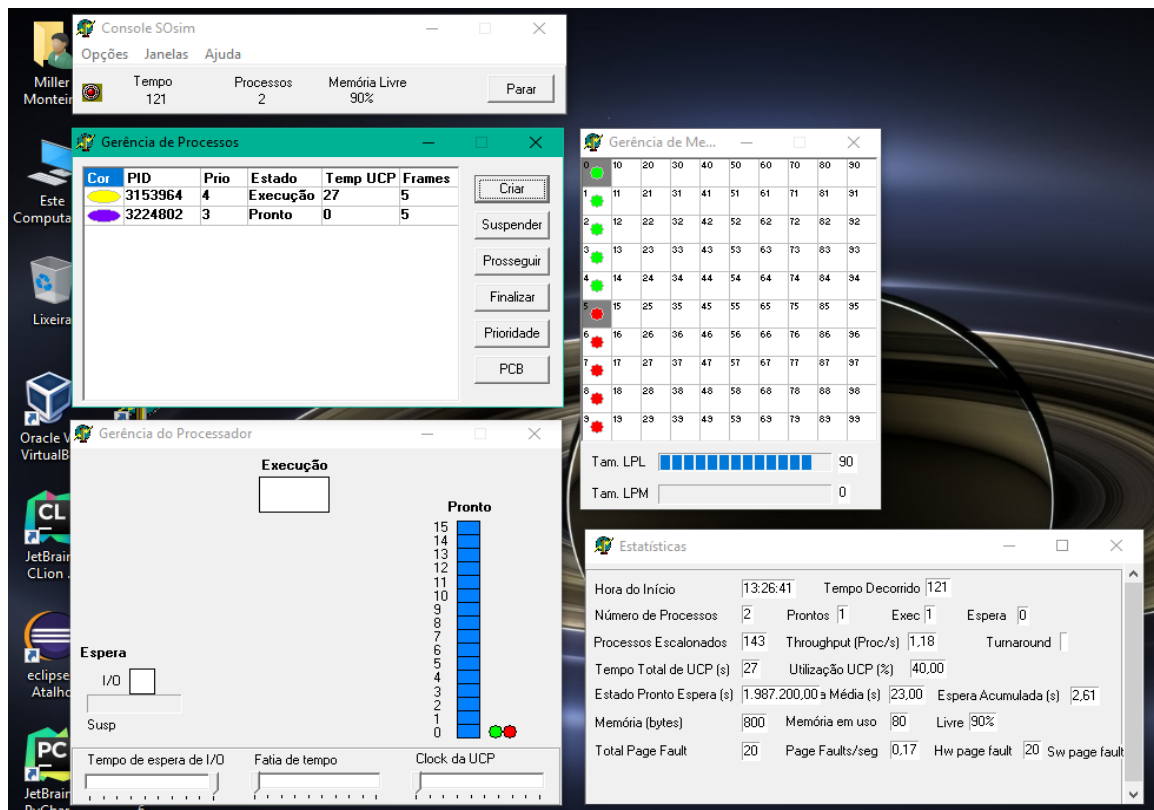 Console SOsim
Opções Janelas Ajuda
Tempo Processos Memória Livre
121 2 90%
Parar
Miller
Monteir
Este
Computa
Lixeira
Oracle V
VirtualB
JetBrain
CLion .
eclipse
Atalho
JetBrain
Gerência de Processos
Cor PID Prio Estado Temp UCP Frames
3153964 4 Execução 27 5
3224802 3 Pronto 0 5
Criar
Suspender
Prosseguir
Finalizar
Prioridade
PCB
Gerência de Me...
0 10 20 30 40 50 60 70 80 90
1 11 21 31 41 51 61 71 81 91
2 12 22 32 42 52 62 72 82 92
3 13 23 33 43 53 63 73 83 93
4 14 24 34 44 54 64 74 84 94
5 15 25 35 45 55 65 75 85 95
6 16 26 36 46 56 66 76 86 96
7 17 27 37 47 57 67 77 87 97
8 18 28 38 48 58 68 78 88 98
9 19 29 39 49 59 69 79 89 99
Tam. LPL 90
Tam. LPM 0
Gerência do Processador
Execução
Pronto
15
14
13
12
11
10
9
8
7
6
5
4
3
2
1
0
Espera
I/O
Susp
Tempo de espera de I/O Fatia de tempo Clock da UCP
Estatísticas
Hora do Início 13:26:41 Tempo Decorrido 121
Número de Processos 2 Prontos 1 Exec 1 Espera 0
Processos Escalonados 143 Throughput (Proc/s) 1,18 Turnaround
Tempo Total de UCP (s) 27 Utilização UCP (%) 40,00
Estado Pronto Espera (s) 1.987.200,00 a Média (s) 23,00 Espera Acumulada (s) 2,61
Memória (bytes) 800 Memória em uso 80 Livre 90%
Total Page Fault 20 Page Faults/seg 0,17 Hw page fault 20 Sw page fault